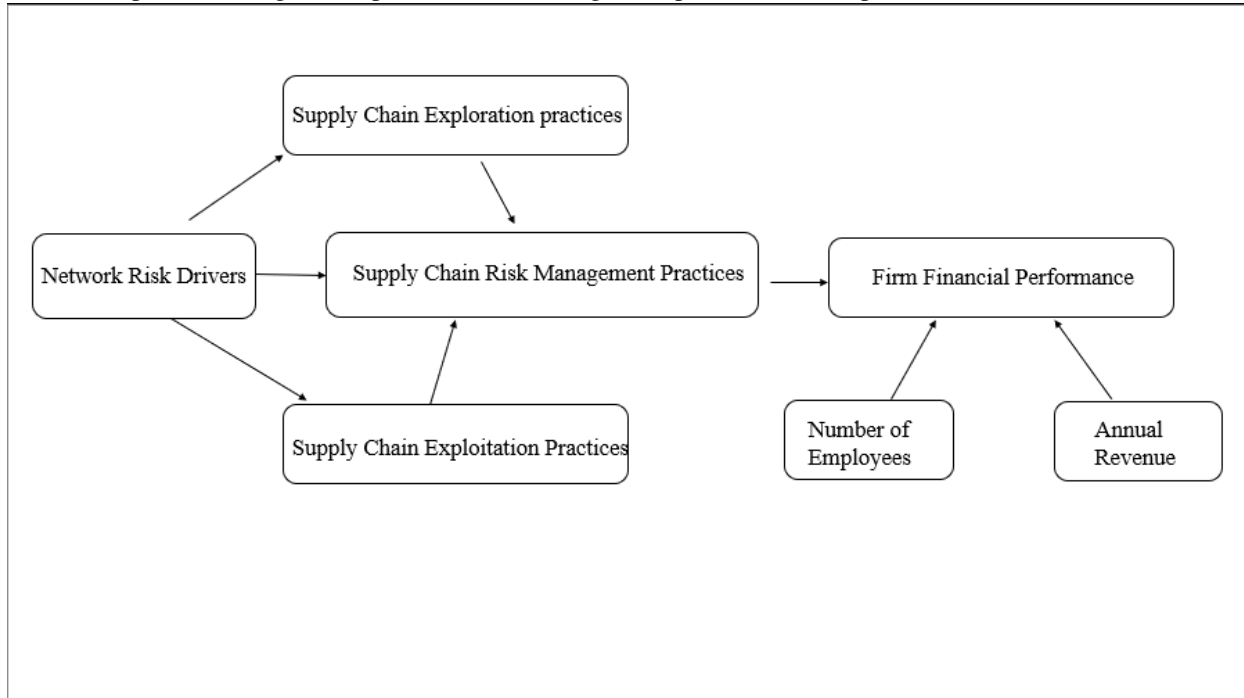 Supply Chain Exploration practices
Network Risk Drivers
Supply Chain Risk Management Practices
Firm Financial Performance
Supply Chain Exploitation Practices
Number of
Employees
Annual
Revenue